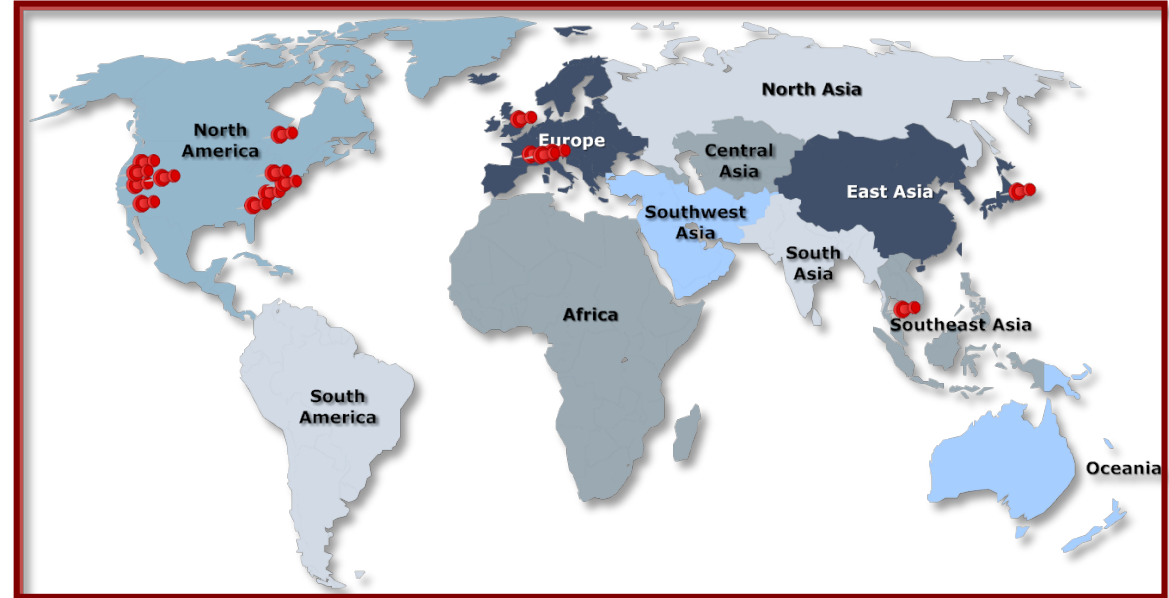 North Asia
North
America
Europe
Central
Asia
East Asia
Southwest
Asia
South
Asia
Africa
Southeast Asia
South
America
Oceania